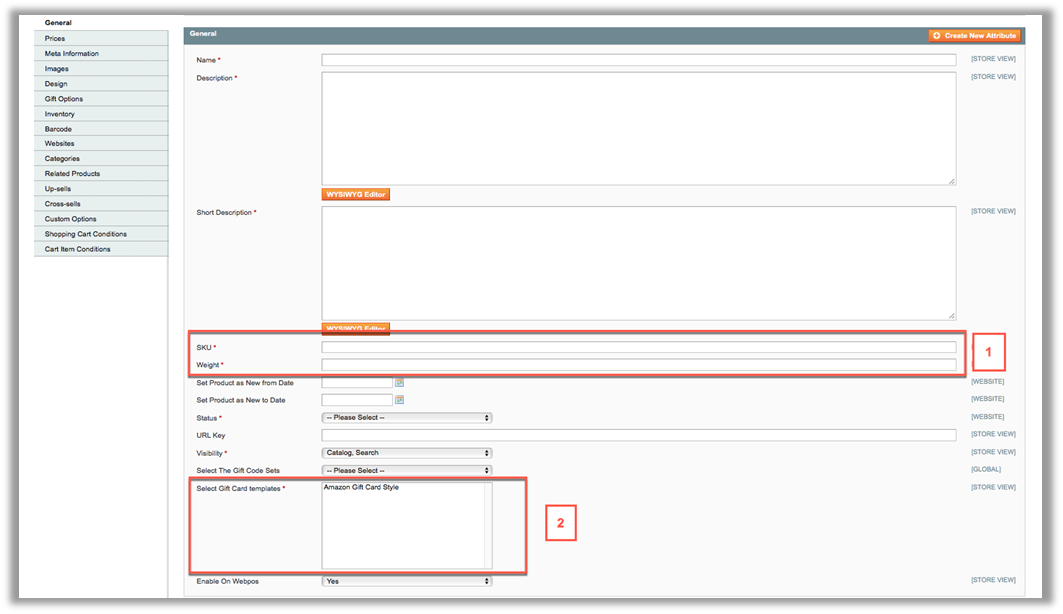 General
Prices
Meta Information
Images
Design
Gift Options
Inventory
Barcode
Websites
Categories
Related Products
Up-sells
Cross-sells
Custom Options
Shopping Cart Conditions
Cart Item Conditions
General Create New Attribute
Name * [STORE VIEW]
Description * [STORE VIEW]
WYSIWYG Editor
Short Description * [STORE VIEW]
WYSIWYG Editor
SKU *
1
Weight *
Set Product as New from Date [WEBSITE]
Set Product as New to Date [WEBSITE]
Status * -- Please Select -- [WEBSITE]
URL Key [STORE VIEW]
Visibility * Catalog, Search [STORE VIEW]
Select The Gift Code Sets -- Please Select -- [GLOBAL]
Select Gift Card templates * Amazon Gift Card Style [STORE VIEW]
2
Enable On Webpos Yes [STORE VIEW]